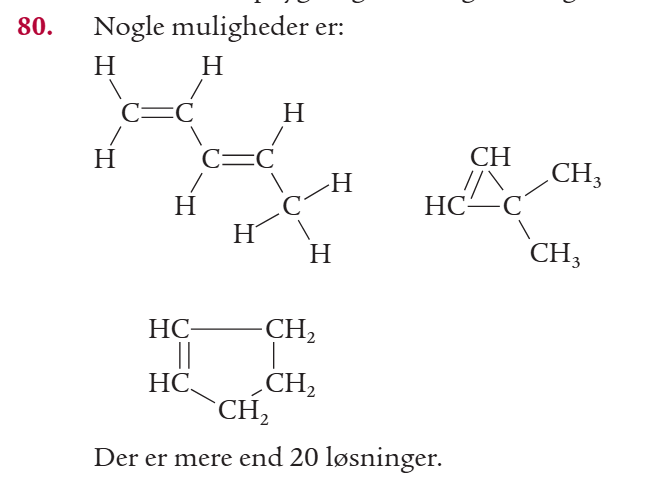 80. Nogle muligheder er:
H H
C=C H
H C=C
H C H
H H
CH
HC—C CH₃
CH₃
HC—CH₂
HC CH₂
CH₂
Der er mere end 20 løsninger.